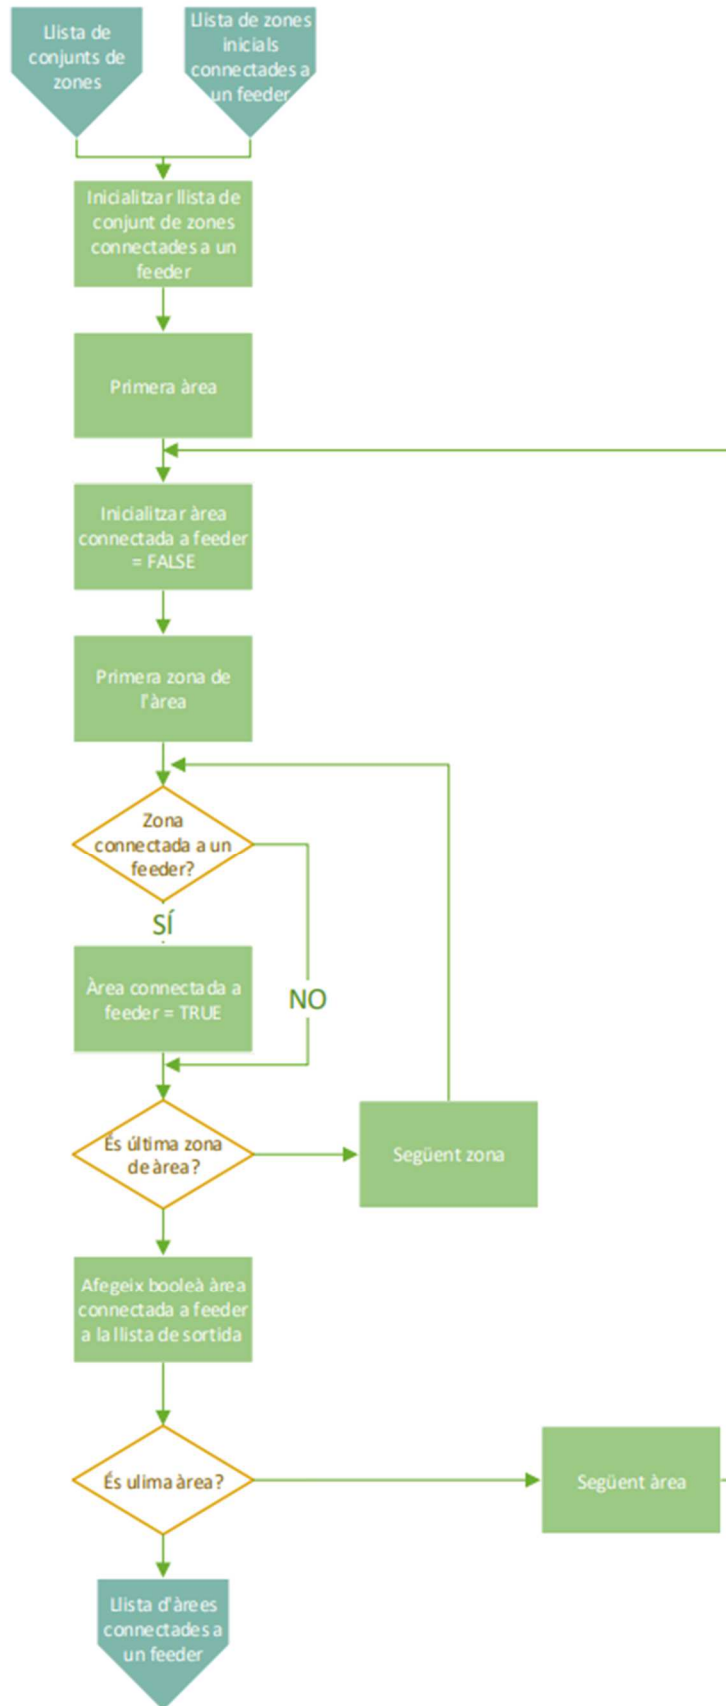 Llista de
conjunts de
zones
Llista de zones
inicials
connectades a
un feeder
Inicialitzar llista de
conjunt de zones
connectades a un
feeder
Primera àrea
Inicialitzar àrea
connectada a feeder
= FALSE
Primera zona de
l'àrea
Zona
connectada a un
feeder?
SÍ
Àrea connectada a
feeder = TRUE
NO
És última zona
de àrea?
Següent zona
Afegeix booleà àrea
connectada a feeder
a la llista de sortida
És ulima àrea?
Següent àrea
Llista d'àrees
connectades a
un feeder